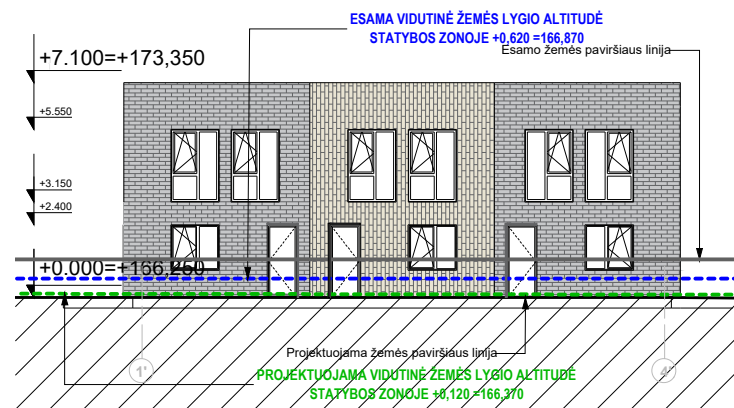 ESAMA VIDUTINĖ ŽEMĖS LYGIO ALTITUDĖ
STATYBOS ZONOJE +0,620 =166,870
Esamo žemės paviršiaus linija
+7.100=+173,350
+5.550
+3.150
+2.400
+0.000=+166,250
Projektuojama žemės paviršiaus linija
1'
4'
PROJEKTUOJAMA VIDUTINĖ ŽEMĖS LYGIO ALTITUDĖ
STATYBOS ZONOJE +0,120 =166,370